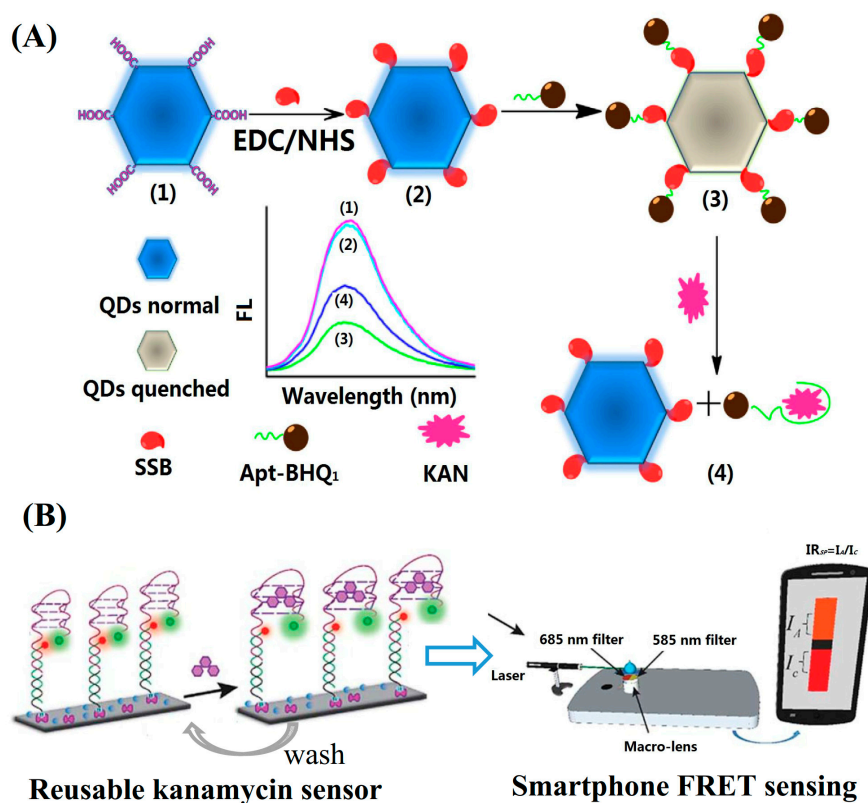 (A)
HOOC
COOH
HOOC
COOH
HOOC
COOH
EDC/NHS
(1)
(2)
(3)
(1)
(2)
(4)
(3)
FL
Wavelength (nm)
QDs normal
QDs quenched
SSB
Apt-BHQ1
KAN
(4)
(B)
wash
Reusable kanamycin sensor
685 nm filter
585 nm filter
Laser
Macro-lens
IRSP=IA/IC
IA
Ic
Smartphone FRET sensing